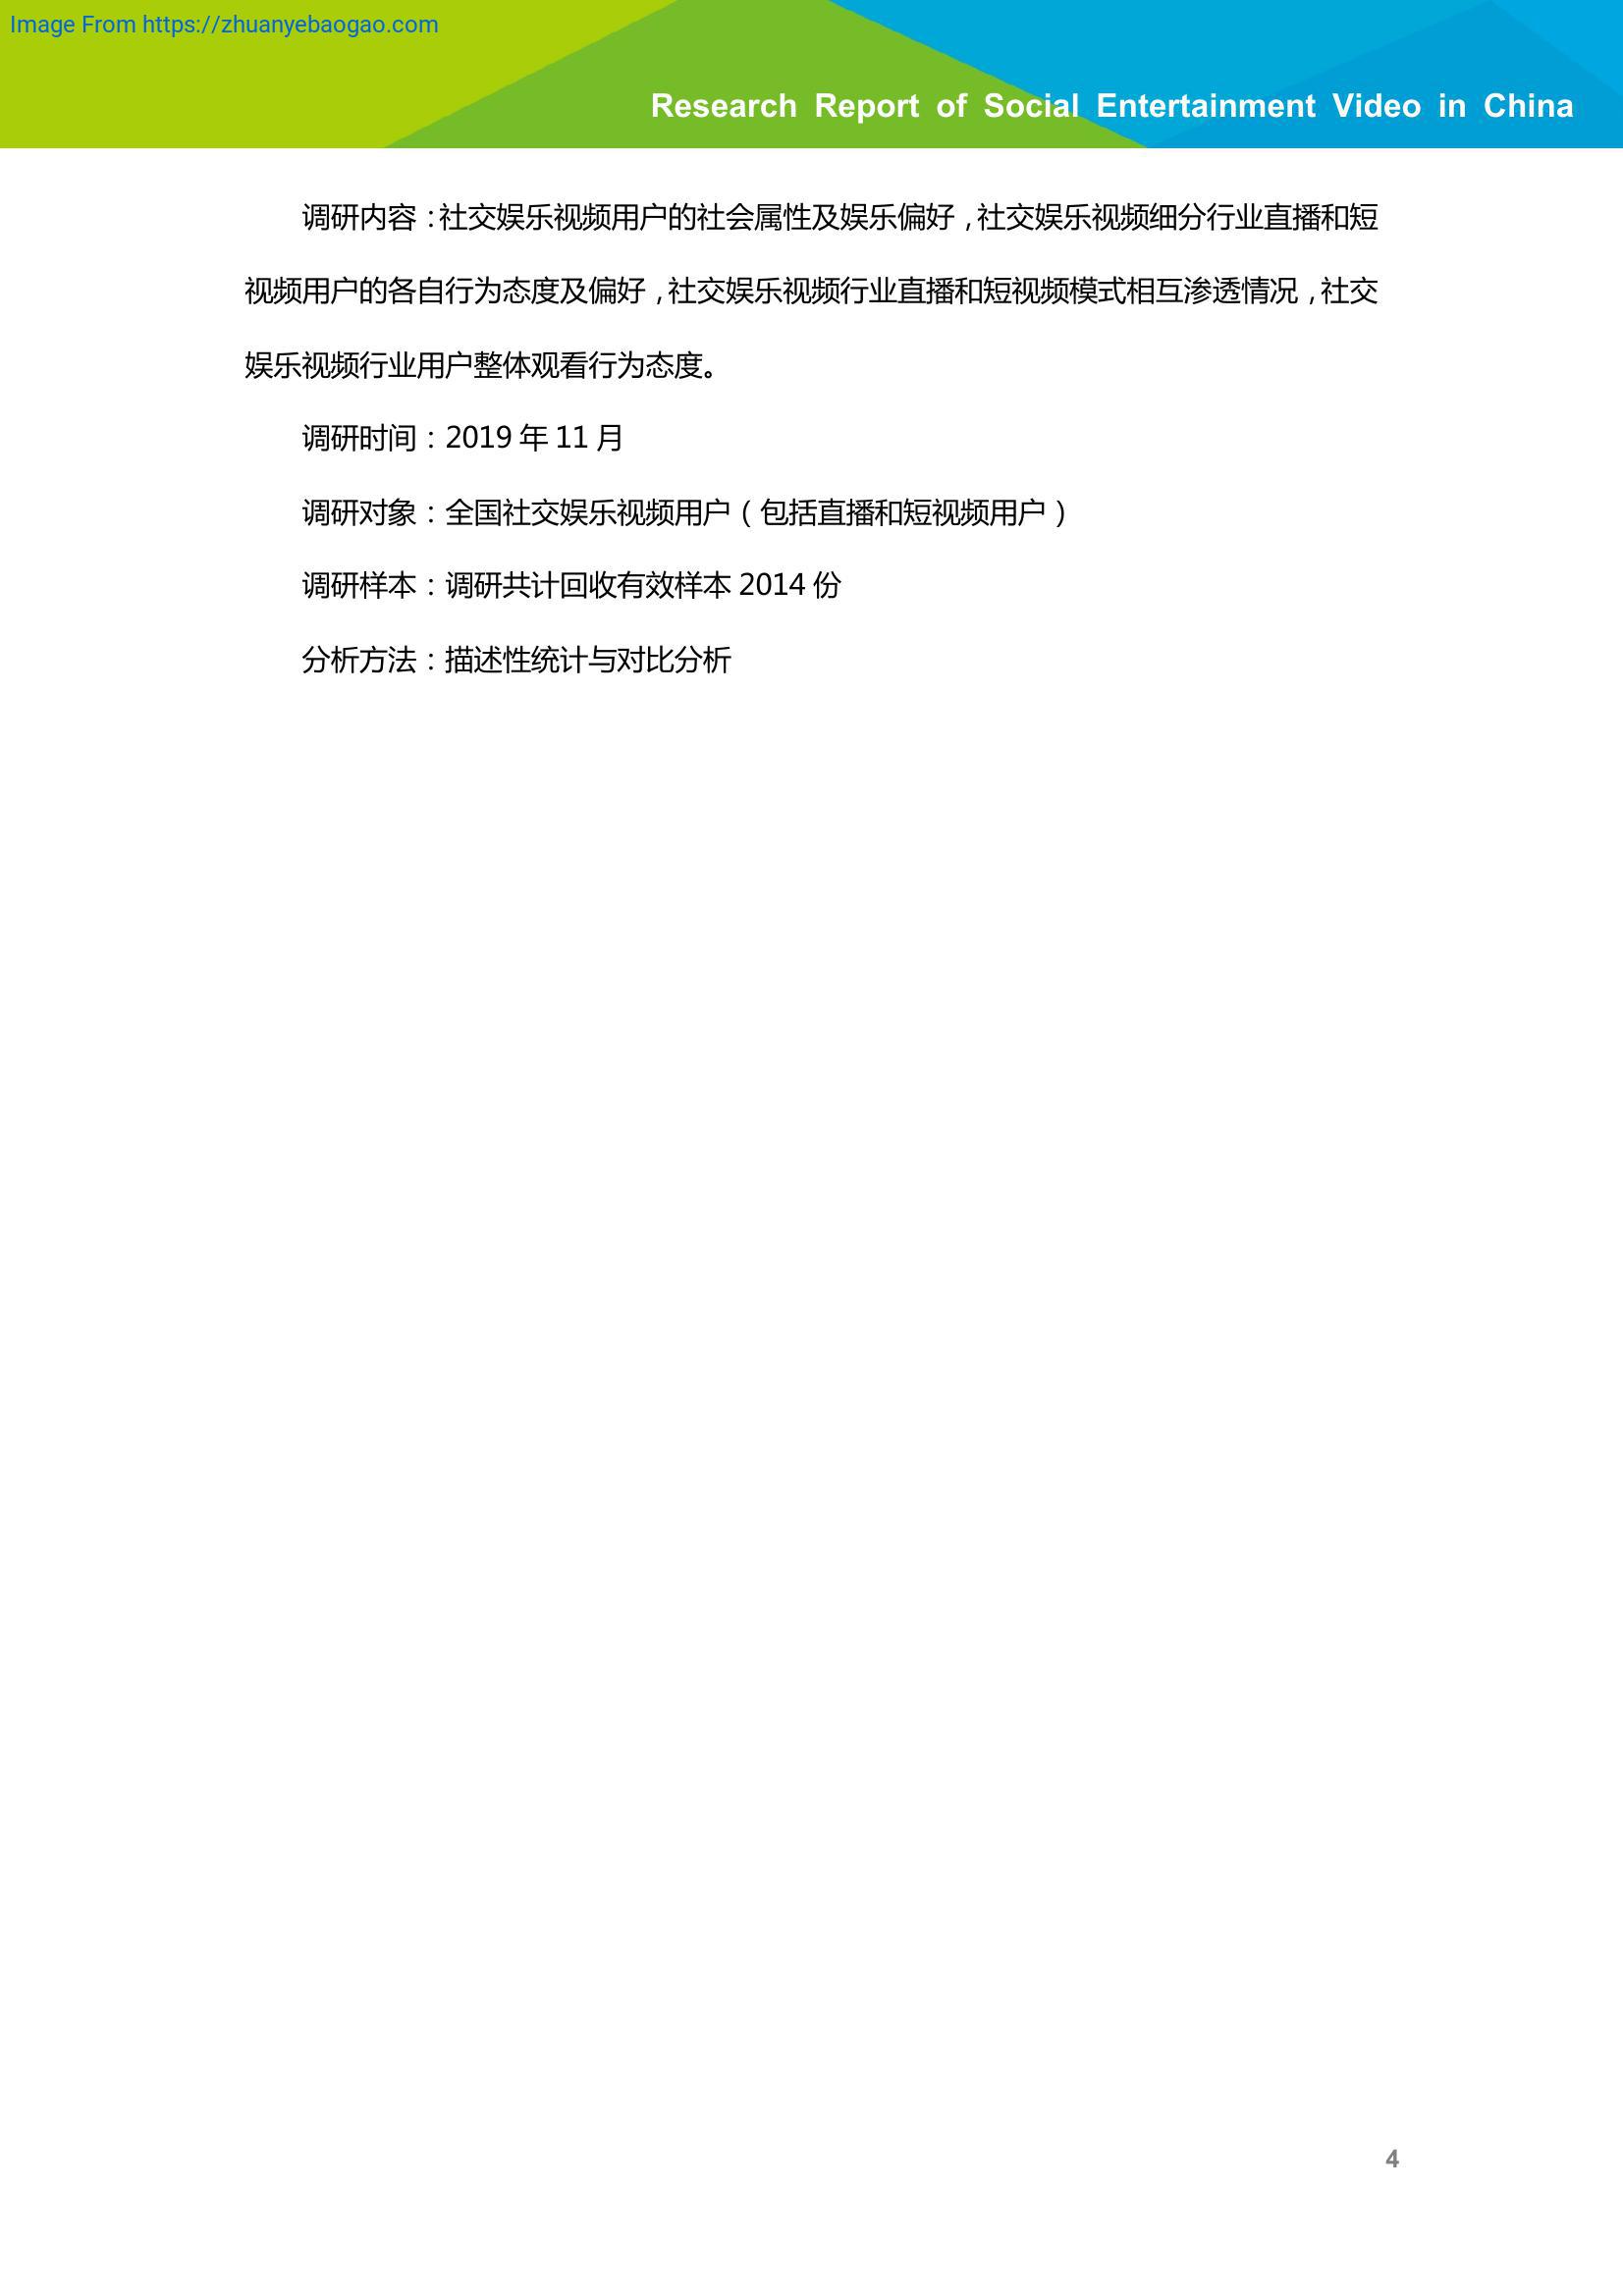 Image From https://zhuanyebaogao.com
Research Report of Social Entertainment Video in China
调研内容：社交娱乐视频用户的社会属性及娱乐偏好，社交娱乐视频细分行业直播和短
视频用户的各自行为态度及偏好，社交娱乐视频行业直播和短视频模式相互渗透情况，社交
娱乐视频行业用户整体观看行为态度。
调研时间：2019 年 11 月
调研对象：全国社交娱乐视频用户（包括直播和短视频用户）
调研样本：调研共计回收有效样本 2014 份
分析方法：描述性统计与对比分析
4